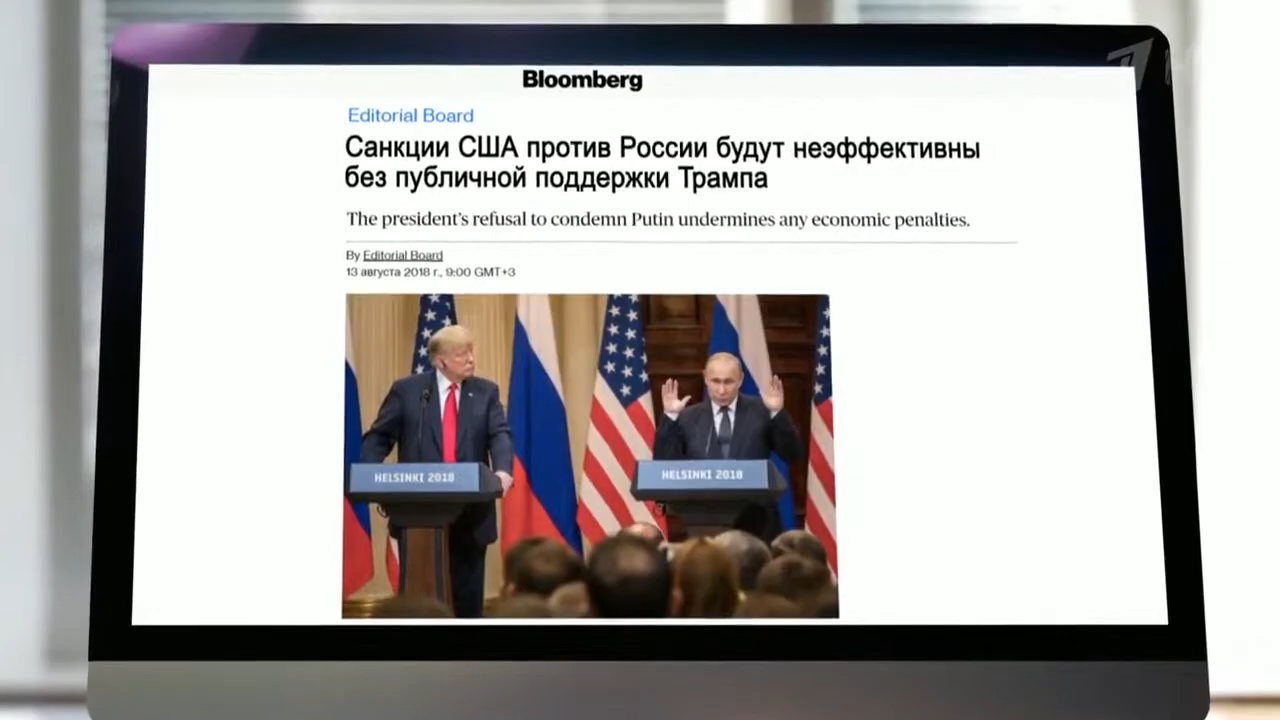 Bloomberg
Editorial Board
Санкции США против России будут неэффективны
без публичной поддержки Трампа
The president's refusal to condemn Putin undermines any economic penalties.
By Editorial Board
13 августа 2018 г., 9:00 GMT+3
HELSINKI 2018
HELSINKI 2018